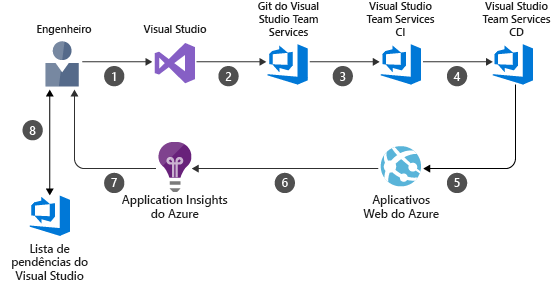 Engenheiro
Visual Studio
Git do Visual
Studio Team
Services
Visual Studio
Team Services
CI
Visual Studio
Team Services
CD
1
2
3
4
8
7
6
5
Application Insights
do Azure
Aplicativos
Web do Azure
Lista de
pendências do
Visual Studio